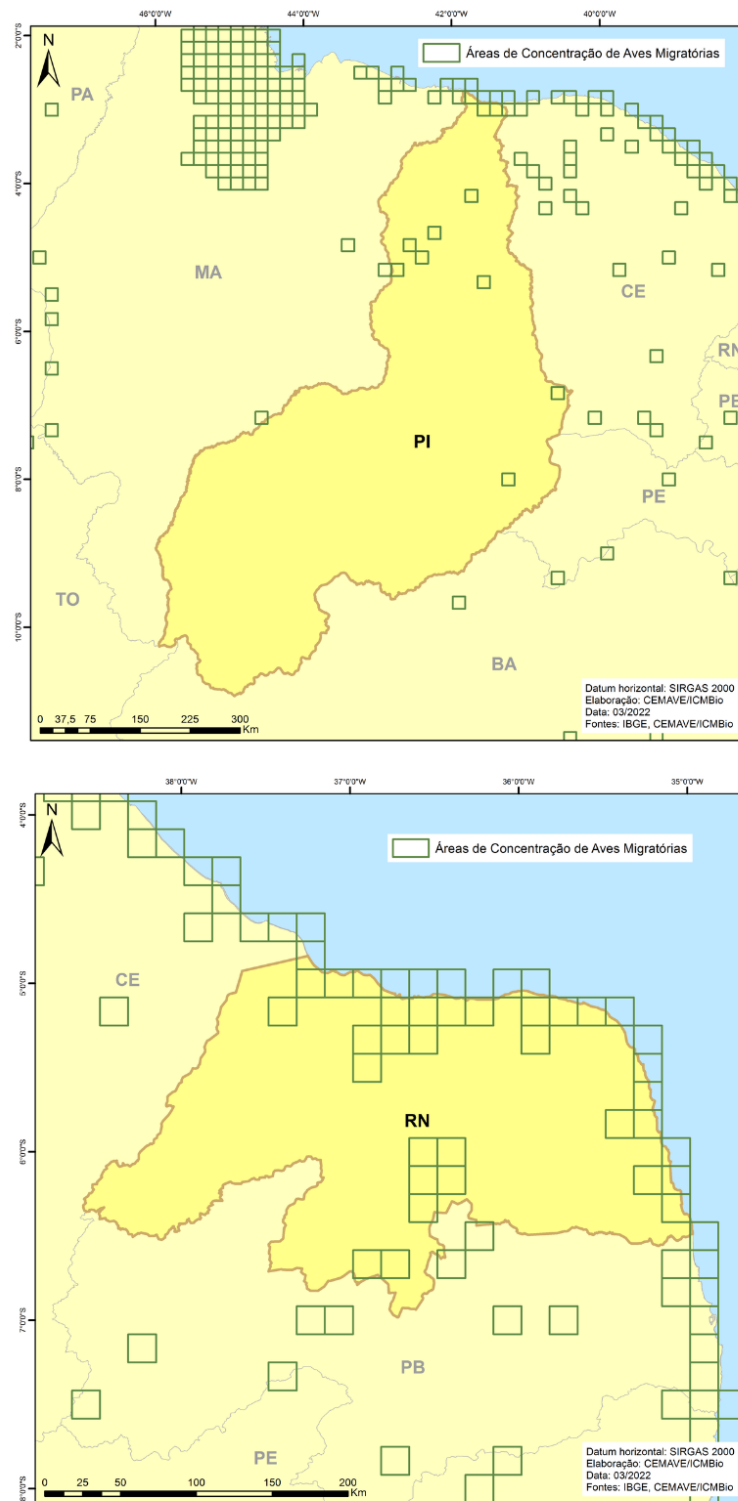 46°0'0"W 44°0'0"W 42°0'0"W 40°0'0"W
2°0'0"S
N
Áreas de Concentração de Aves Migratórias
PA
4°0'0"S
MA
CE
6°0'0"S
RN
PB
PI
8°0'0"S
PE
TO
10°0'0"S
BA
Datum horizontal: SIRGAS 2000
Elaboração: CEMAVE/ICMBio
Data: 03/2022
Fontes: IBGE, CEMAVE/ICMBio
0 37,5 75 150 225 300
Km
38°0'0"W 37°0'0"W 36°0'0"W 35°0'0"W
4°0'0"S
N
Áreas de Concentração de Aves Migratórias
CE
5°0'0"S
RN
6°0'0"S
7°0'0"S
PB
PE
Datum horizontal: SIRGAS 2000
Elaboração: CEMAVE/ICMBio
Data: 03/2022
Fontes: IBGE, CEMAVE/ICMBio
0 25 50 100 150 200
Km
8°0'0"S